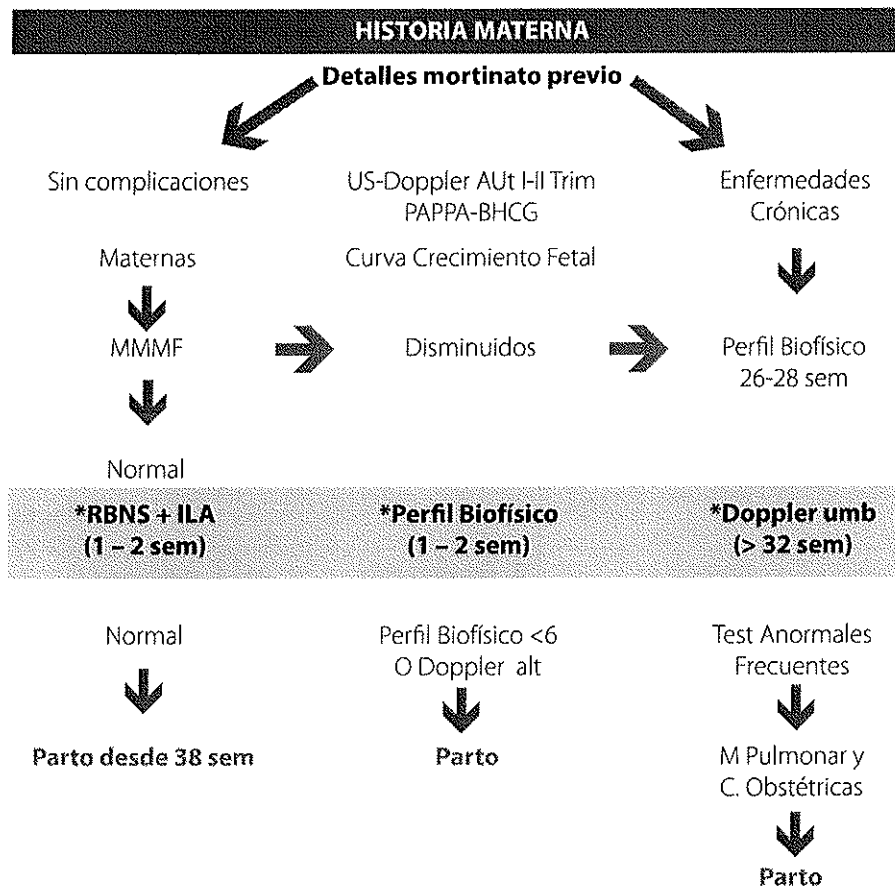 HISTORIA MATERNA
Detalles mortinato previo
Sin complicaciones
US-Doppler AUt I-II Trim
PAPPA-BHCG
Enfermedades
Crónicas
Maternas
Curva Crecimiento Fetal
MMMF
Disminuidos
Perfil Biofísico
26-28 sem
Normal
*RBNS + ILA
(1 – 2 sem)
*Perfil Biofísico
(1 – 2 sem)
*Doppler umb
(> 32 sem)
Normal
Perfil Biofísico <6
O Doppler alt
Test Anormales
Frecuentes
Parto desde 38 sem
Parto
M Pulmonar y
C. Obstétricas
Parto